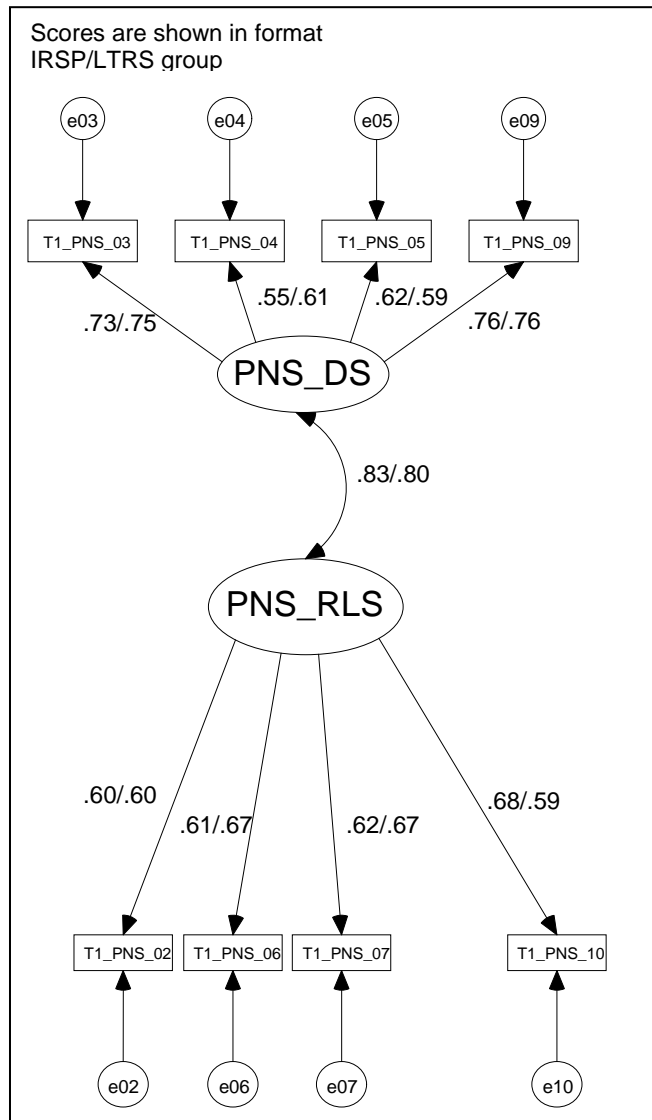 Scores are shown in format
IRSP/LTRS group
e03 e04 e05 e09
T1_PNS_03 T1_PNS_04 T1_PNS_05 T1_PNS_09
.73/.75 .55/.61 .62/.59 .76/.76
PNS_DS
.83/.80
PNS_RLS
.60/.60 .61/.67 .62/.67 .68/.59
T1_PNS_02 T1_PNS_06 T1_PNS_07 T1_PNS_10
e02 e06 e07 e10